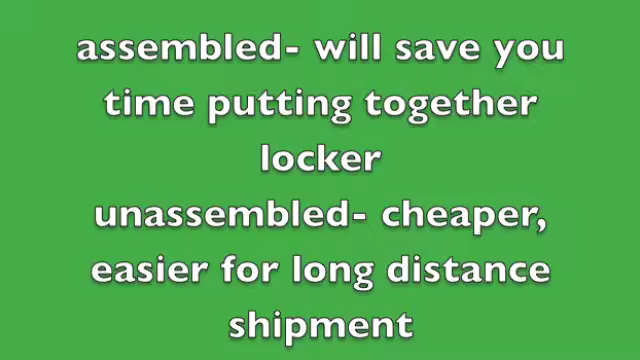 assembled- will save you
time putting together
locker
unassembled- cheaper,
easier for long distance
shipment